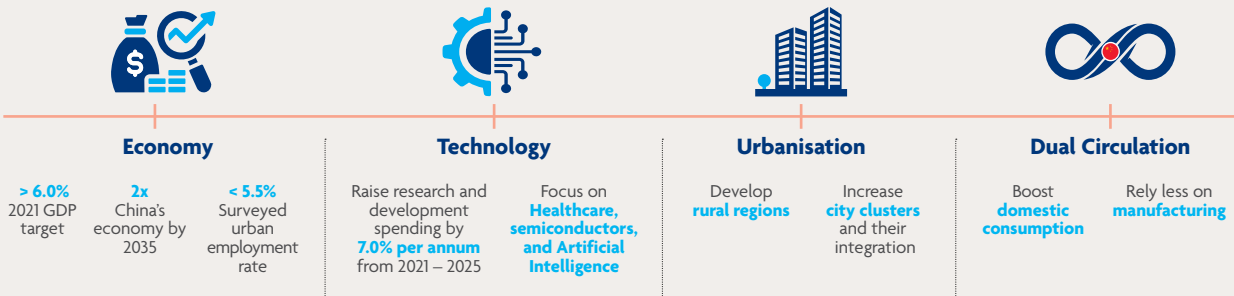 $
Economy
> 6.0%
2021 GDP
target
2x
China's
economy by
2035
< 5.5%
Surveyed
urban
employment
rate
Technology
Raise research and
development
spending by
7.0% per annum
from 2021 – 2025
Focus on
Healthcare,
semiconductors,
and Artificial
Intelligence
Urbanisation
Develop
rural regions
Increase
city clusters
and their
integration
Dual Circulation
Boost
domestic
consumption
Rely less on
manufacturing